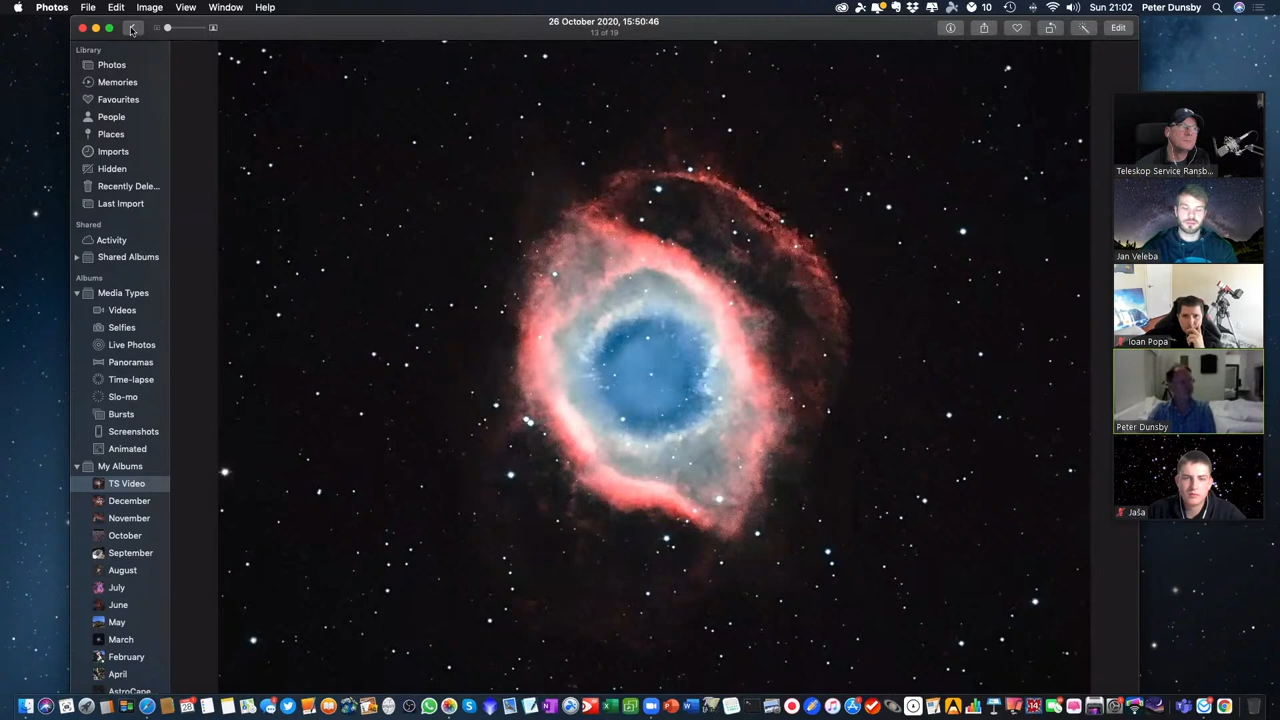 Photos File Edit View Image Window Help
10 Sun 21:02 Peter Dunsby
26 October 2020, 15:50:46
13 of 19
Edit
Library
Photos
Memories
Favourites
People
Places
Imports
Hidden
Recently Dele...
Last Import
Shared
Activity
Shared Albums
Albums
Media Types
Videos
Selfies
Live Photos
Panoramas
Time-lapse
Slo-mo
Bursts
Screenshots
Animated
My Albums
TS Video
December
November
October
September
August
July
June
May
March
February
April
AstroCape
Teleskop Service Ransb...
Jan Veleba
Ioan Popa
Peter Dunsby
Jaša